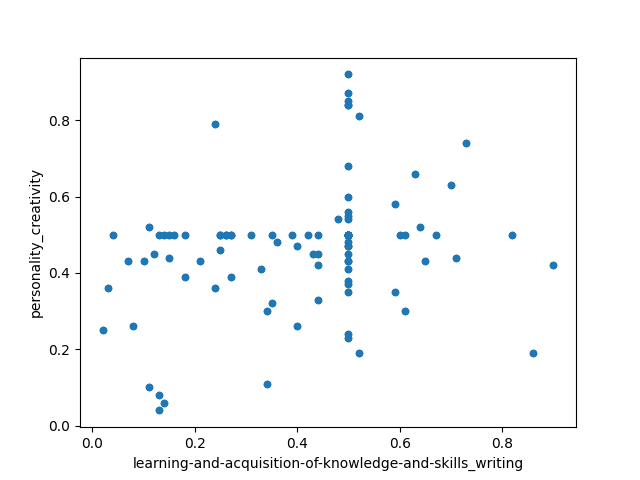 0.8
0.6
0.4
0.2
0.0
personality_creativity
0.0 0.2 0.4 0.6 0.8
learning-and-acquisition-of-knowledge-and-skills_writing